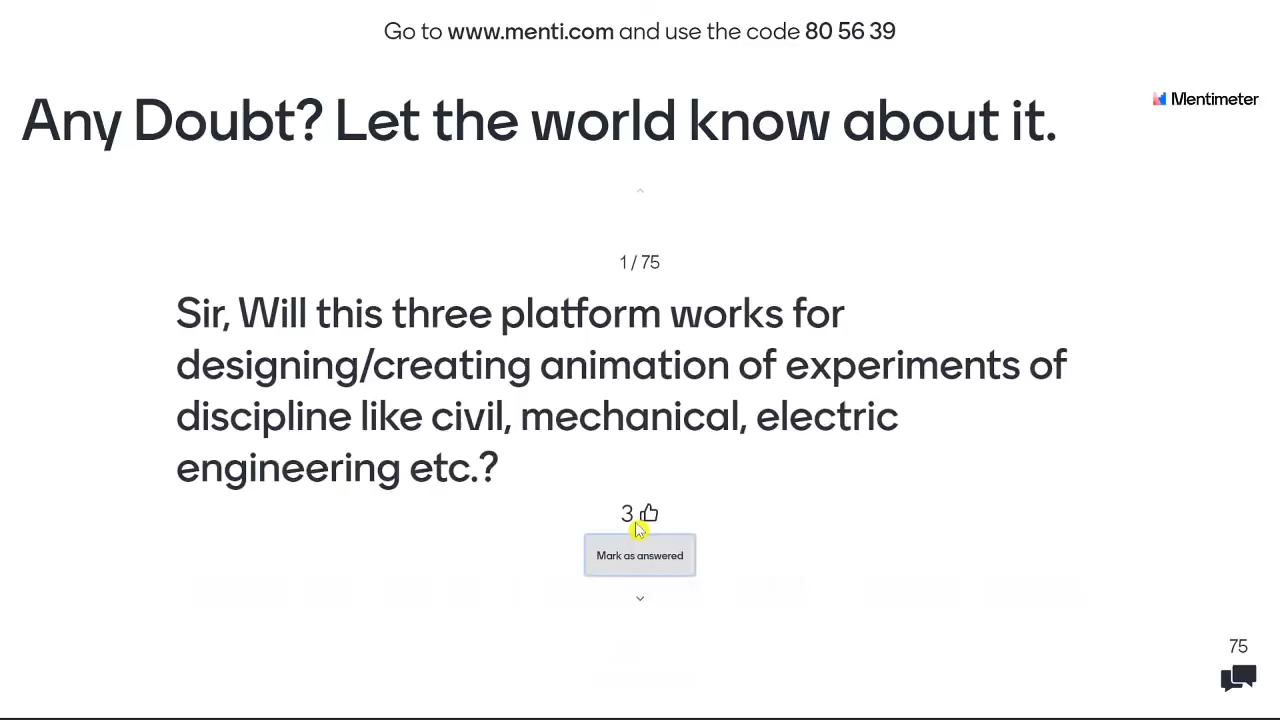 Go to www.menti.com and use the code 80 56 39
Any Doubt? Let the world know about it.
Mentimeter
1 / 75
Sir, Will this three platform works for
designing/creating animation of experiments of
discipline like civil, mechanical, electric
engineering etc.?
3
Mark as answered
75